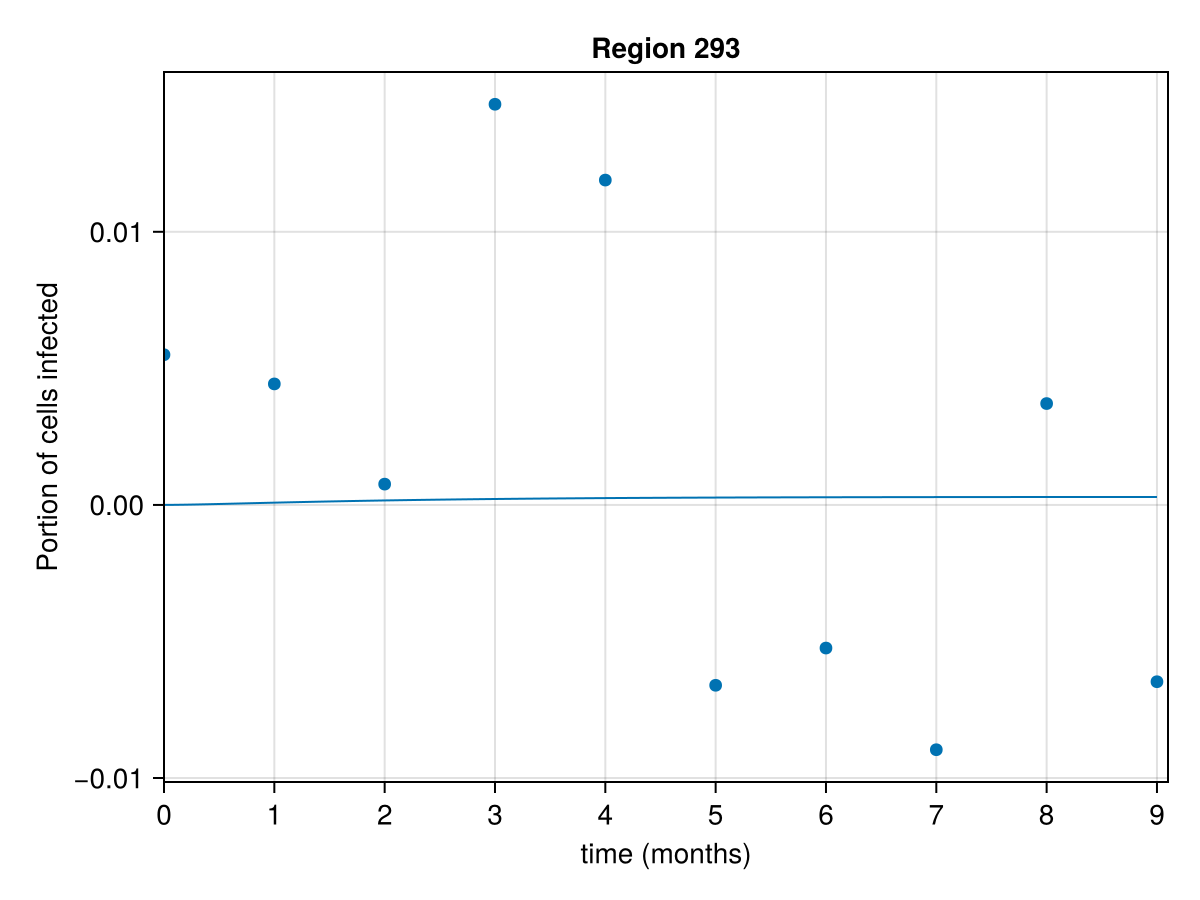 Region 293
Portion of cells infected
0.01
0.00
−0.01
0 1 2 3 4 5 6 7 8 9
time (months)